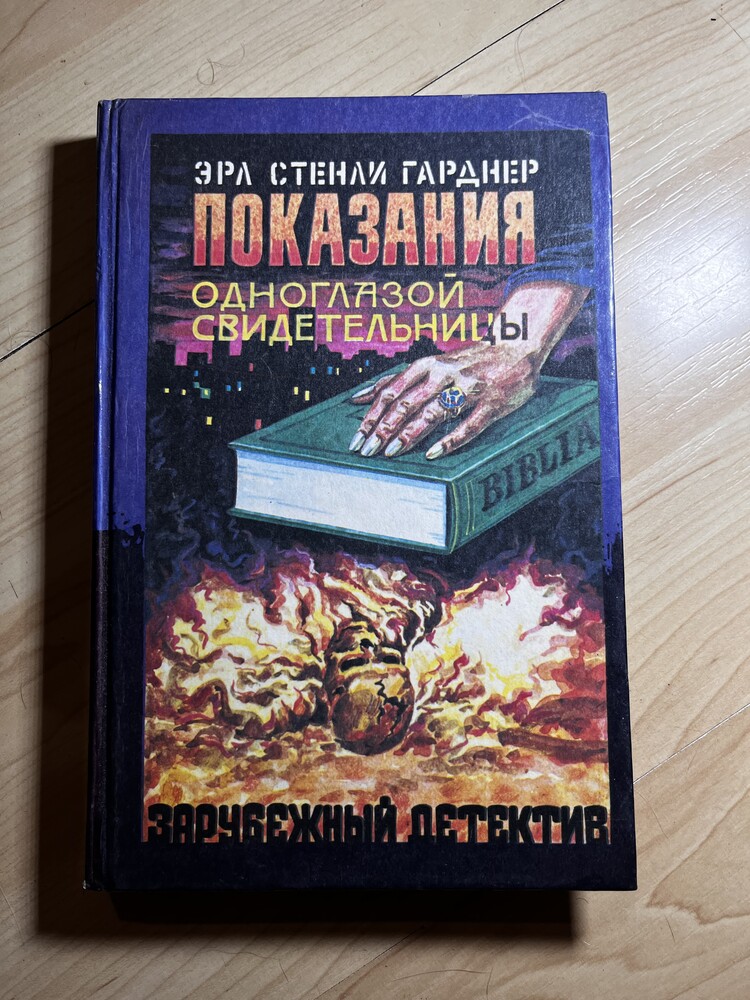 ЭРЛ СТЕНЛИ ГАРДНЕР
ПОКАЗАНИЯ
ОДНОГЛАЗОЙ
СВИДЕТЕЛЬНИЦЫ
BIBLIA
ЗАРУБЕЖНЫЙ ДЕТЕКТИВ